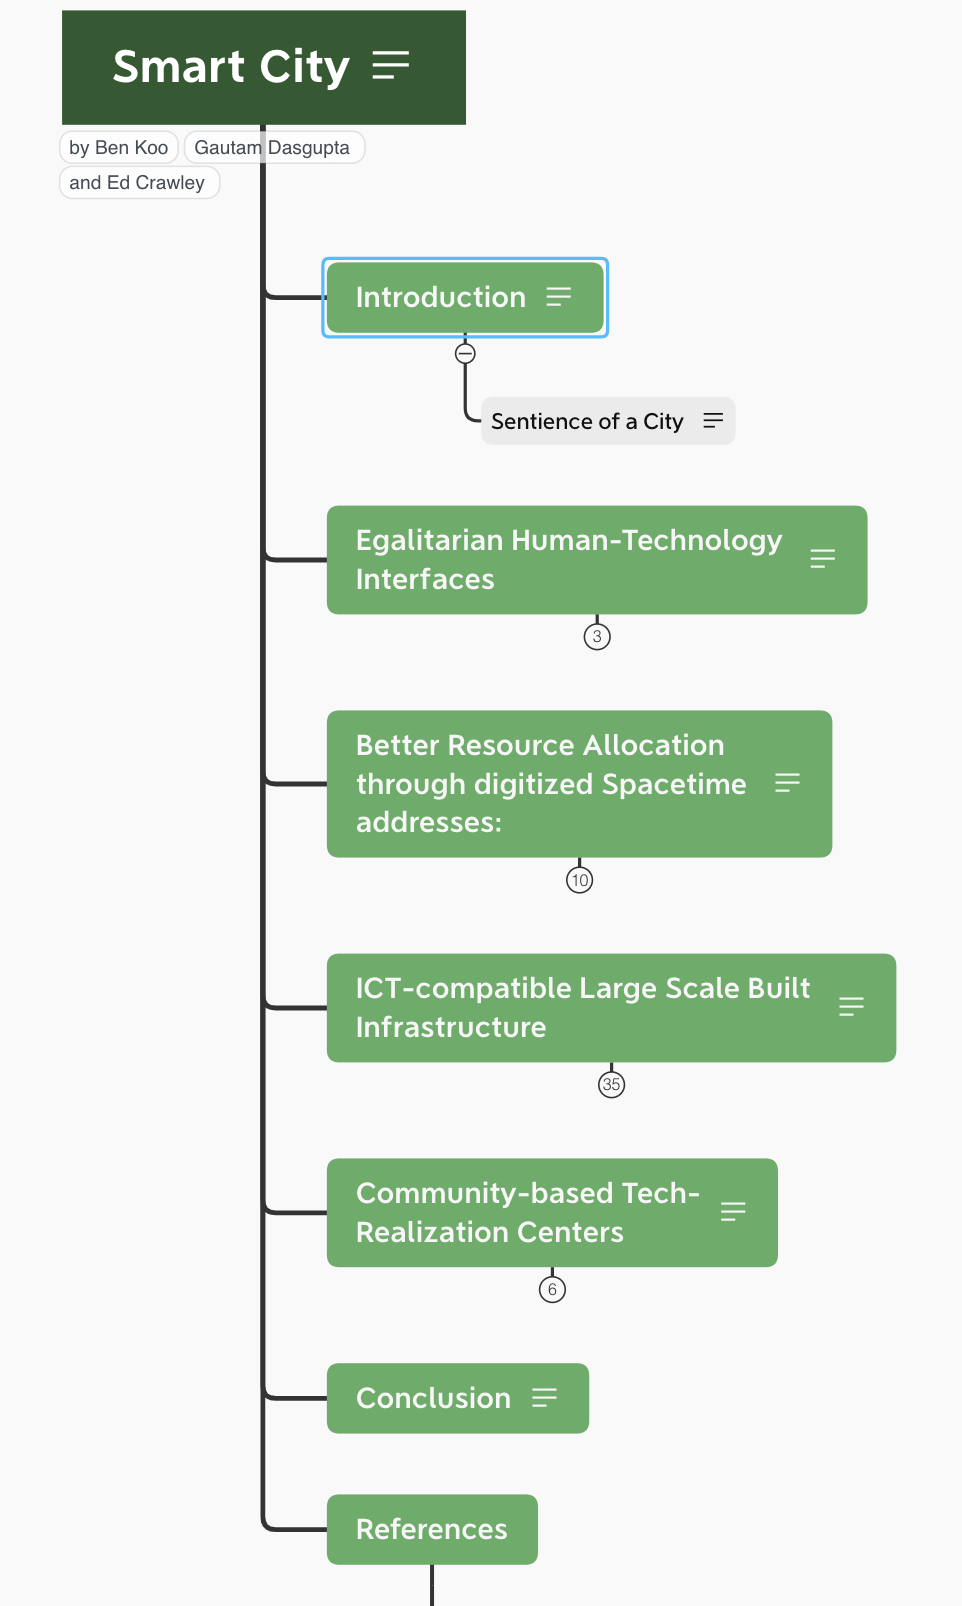 Smart City
by Ben Koo
Gautam Dasgupta
and Ed Crawley
Introduction
Sentience of a City
Egalitarian Human-Technology
Interfaces
3
Better Resource Allocation
through digitized Spacetime
addresses:
10
ICT-compatible Large Scale Built
Infrastructure
35
Community-based Tech-
Realization Centers
6
Conclusion
References